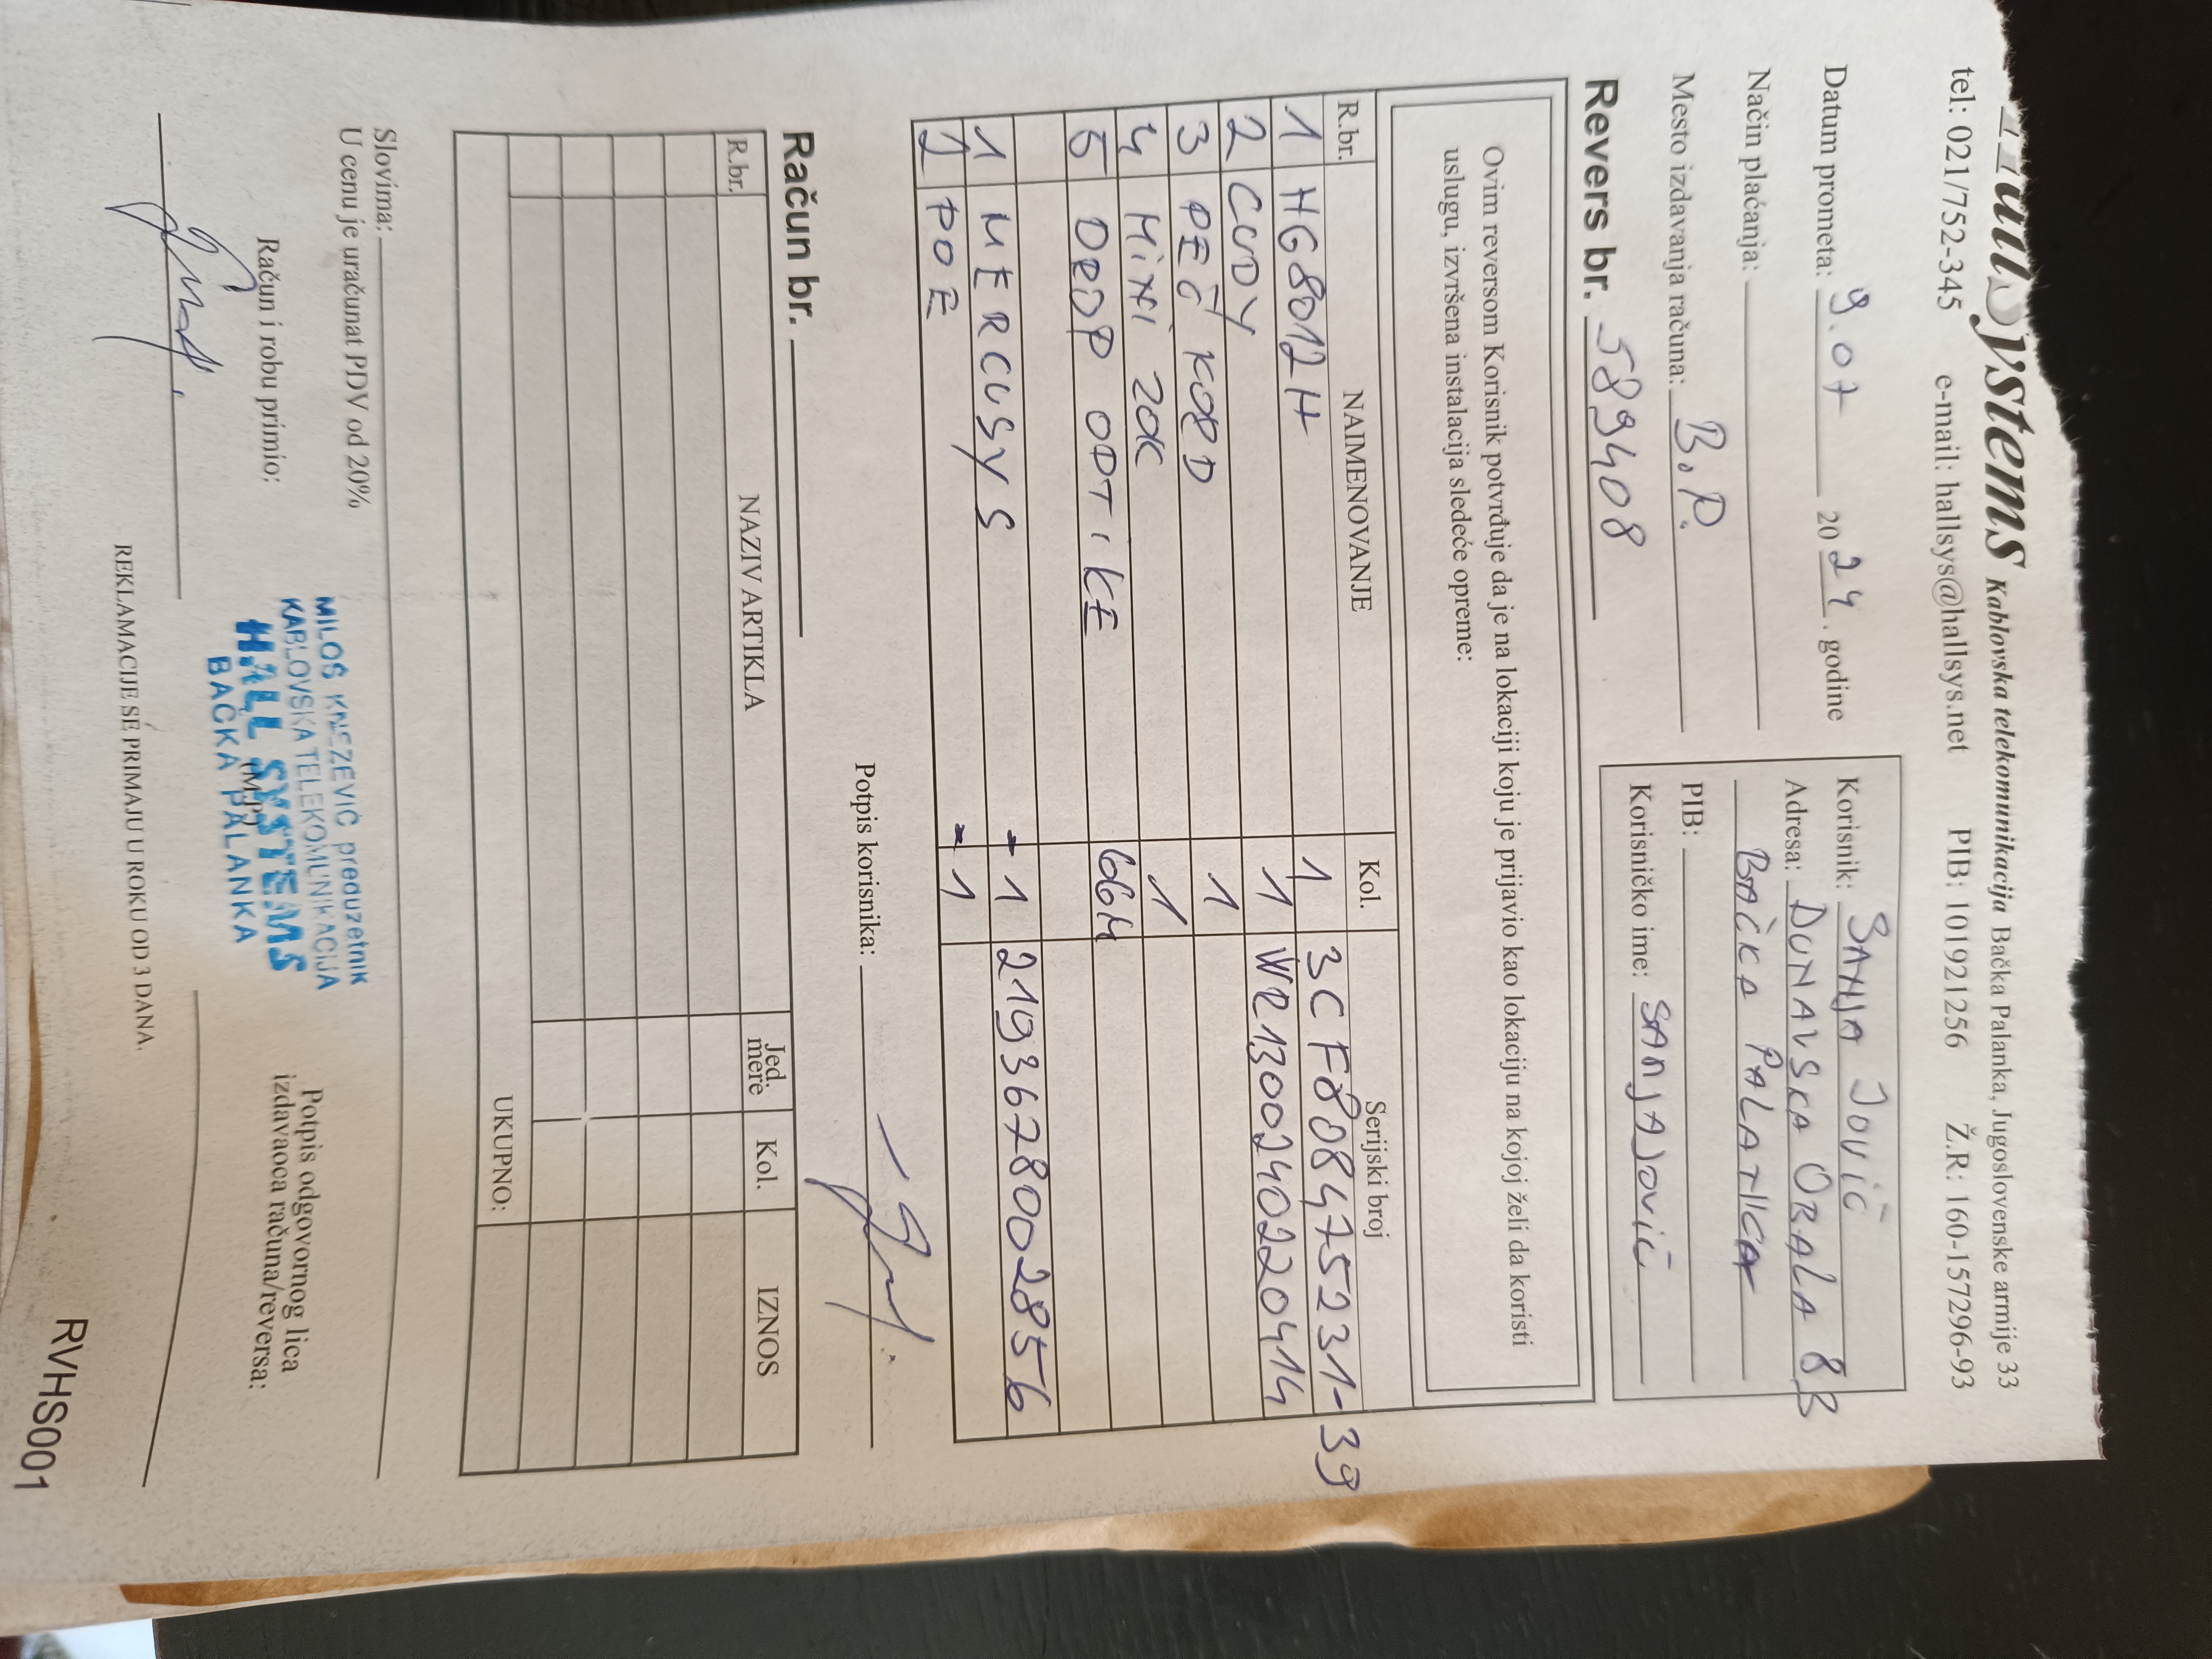 Systems Kablovska telekomunikacija Bačka Palanka, Jugoslovenske armije 33
tel: 021/752-345 e-mail: hallsys@hallsys.net PIB: 101921256 Ž.R: 160-157296-93
Datum prometa: 9.07 2024. godine
Način plaćanja:
Mesto izdavanja računa: B.P.
Korisnik: SANJA JOVIĆ
Adresa: DUNAVSKA OBALA 8B
BAČKA PALANKA
PIB:
Korisničko ime: SANJAJOVIĆ
Revers br. 589408
Ovim reversom Korisnik potvrđuje da je na lokaciji koju je prijavio kao lokaciju na kojoj želi da koristi
uslugu, izvršena instalacija sledeće opreme:
R.br. NAIMENOVANJE Kol. Serijski broj
1 HG8012H 1 3CF808475231-39
2 CUDY 1 WR1300240220414
3 PEČ KORD 1
4 MINI ZOK 1
5 DROP OPTIKE 66M
1 MERCUSYS -1 2193678002856
2 POE -1
Potpis korisnika:
Račun br.
R.br. NAZIV ARTIKLA Jed. mere Kol. IZNOS
UKUPNO:
Slovima:
U cenu je uračunat PDV od 20%
Račun i robu primio:
MILOŠ KNEŽEVIĆ preduzetnik
KABLOVSKA TELEKOMUNIKACIJA
HALL SYSTEMS
(M.P.)
BAČKA PALANKA
Potpis odgovornog lica
izdavaoca računa/reversa:
REKLAMACIJE SE PRIMAJU U ROKU OD 3 DANA.
RVHS001